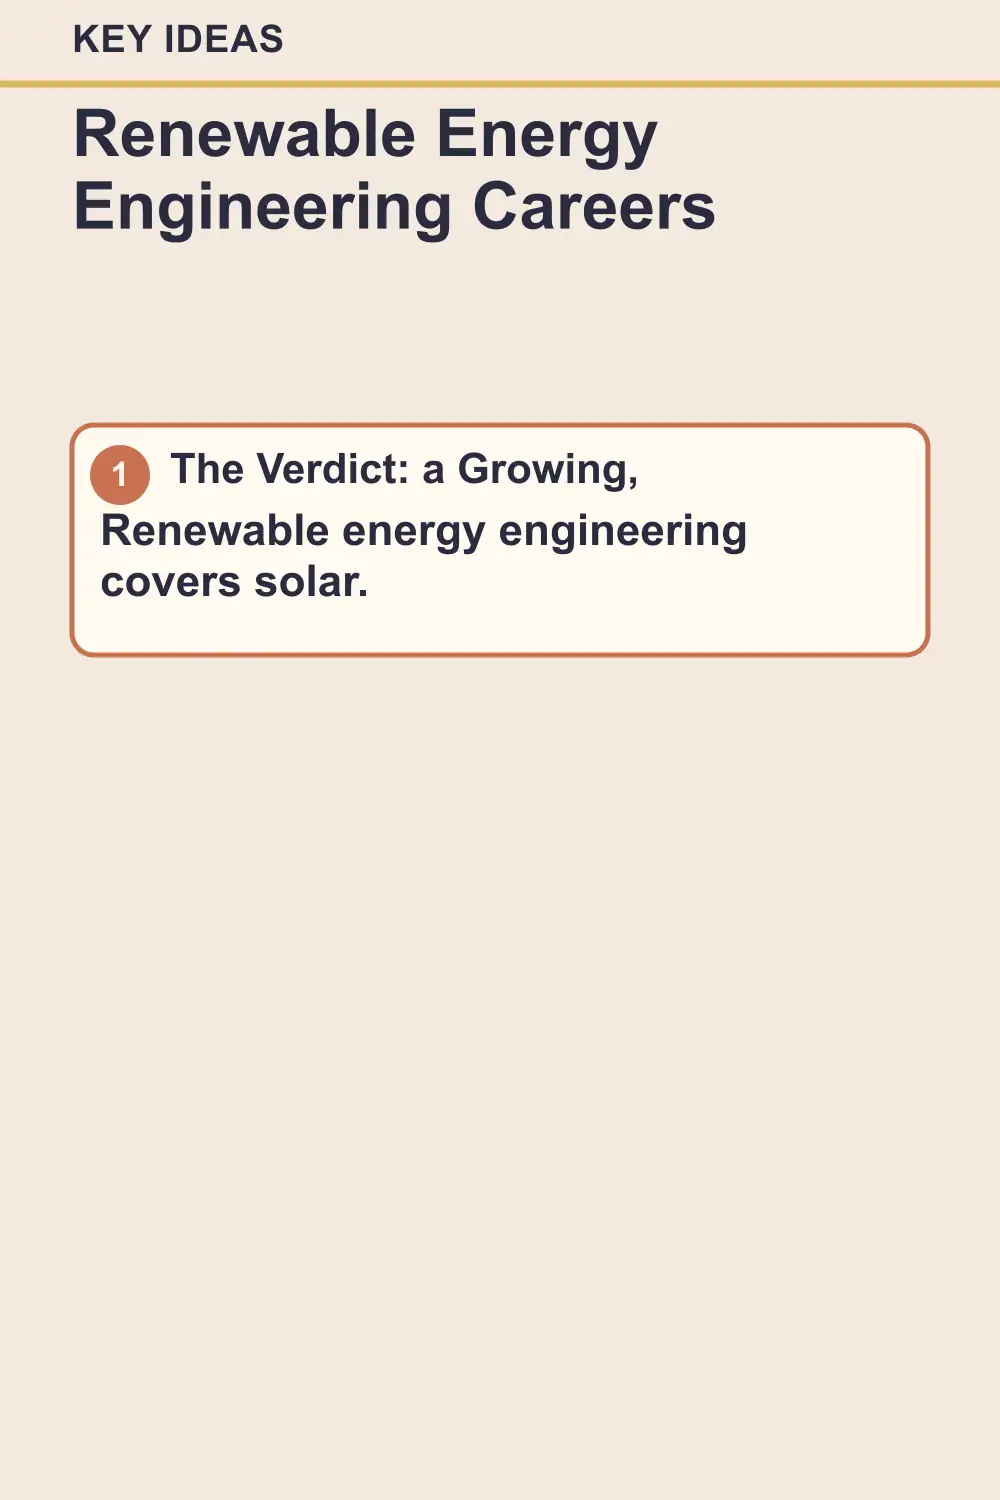 KEY IDEAS
Renewable Energy
Engineering Careers
1 The Verdict: a Growing,
Renewable energy engineering
covers solar.